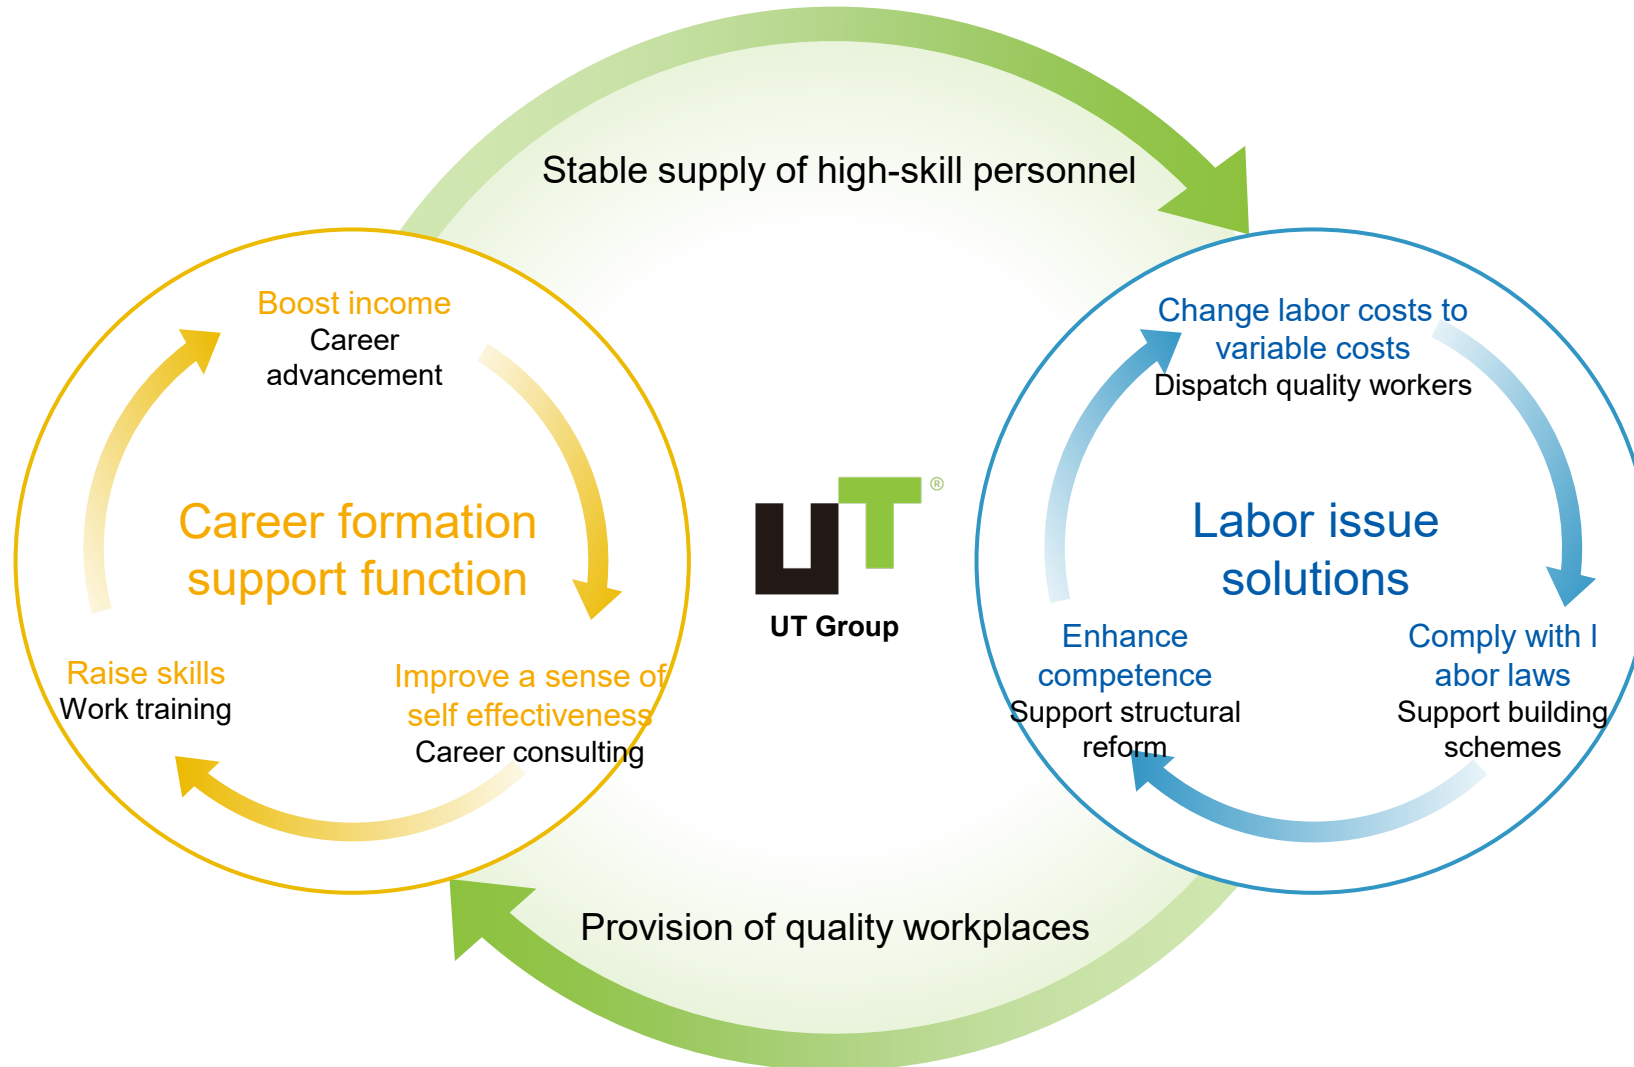 Stable supply of high-skill personnel
Boost income
Career
advancement
Career formation
support function
Raise skills
Work training
Improve a sense of
self effectiveness
Career consulting
UT®
UT Group
Change labor costs to
variable costs
Dispatch quality workers
Labor issue
solutions
Enhance
competence
Support structural
reform
Comply with l
abor laws
Support building
schemes
Provision of quality workplaces